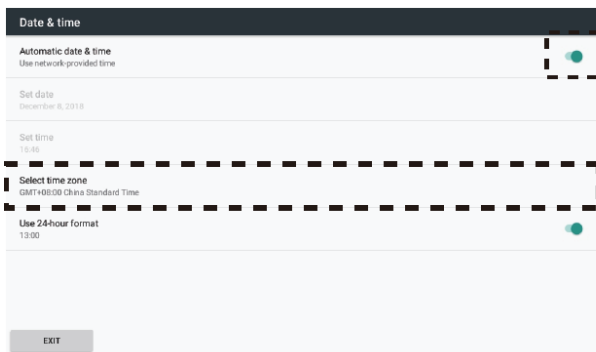 Date & time
Automatic date & time
Use network-provided time
Set date
December 8, 2018
Set time
16:46
Select time zone
GMT+08:00 China Standard Time
Use 24-hour format
13:00
EXIT